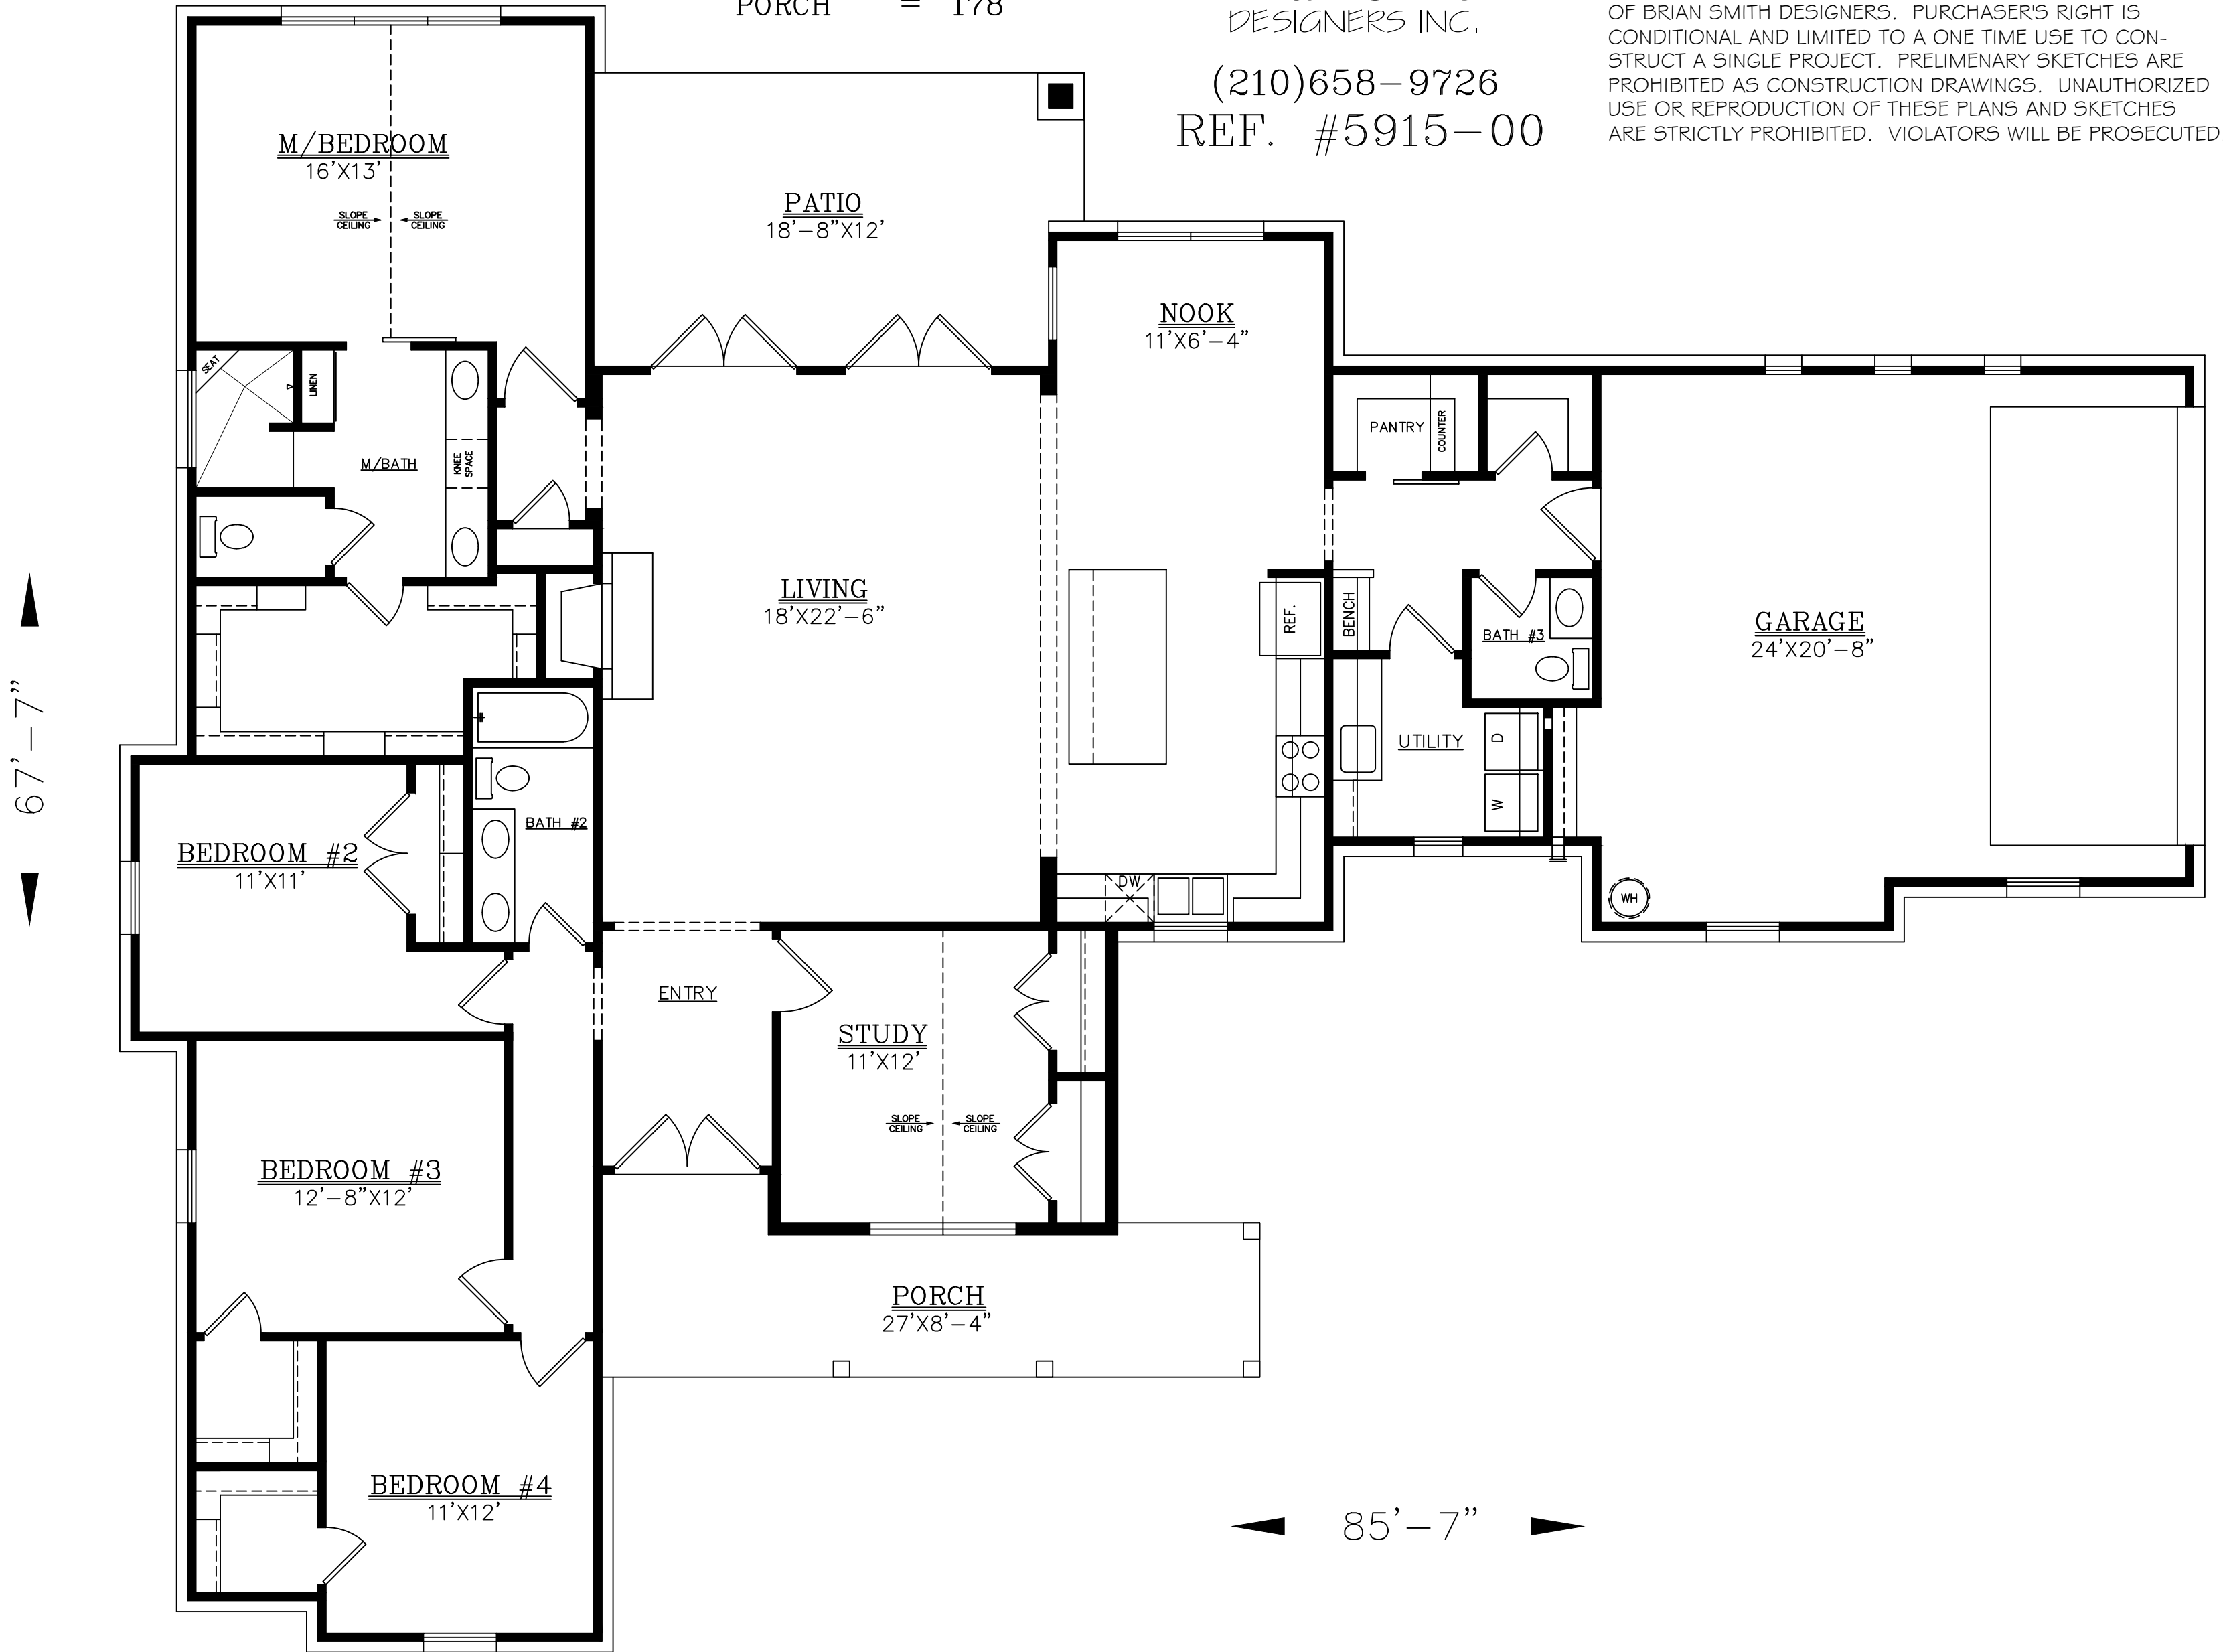 PORCH = 178
DESIGNERS INC.
(210)658-9726
REF. #5915-00
OF BRIAN SMITH DESIGNERS. PURCHASER'S RIGHT IS
CONDITIONAL AND LIMITED TO A ONE TIME USE TO CON-
STRUCT A SINGLE PROJECT. PRELIMENARY SKETCHES ARE
PROHIBITED AS CONSTRUCTION DRAWINGS. UNAUTHORIZED
USE OR REPRODUCTION OF THESE PLANS AND SKETCHES
ARE STRICTLY PROHIBITED. VIOLATORS WILL BE PROSECUTED
M/BEDROOM
16'X13'
SLOPE
CEILING
SLOPE
CEILING
PATIO
18'-8"X12'
NOOK
11'X6'-4"
SEAT
LINEN
M/BATH
KNEE
SPACE
PANTRY
COUNTER
LIVING
18'X22'-6"
REF.
BENCH
BATH #3
GARAGE
24'X20'-8"
67'-7"
UTILITY
D
W
BATH #2
BEDROOM #2
11'X11'
DW
WH
ENTRY
STUDY
11'X12'
SLOPE
CEILING
SLOPE
CEILING
BEDROOM #3
12'-8"X12'
PORCH
27'X8'-4"
BEDROOM #4
11'X12'
85'-7"